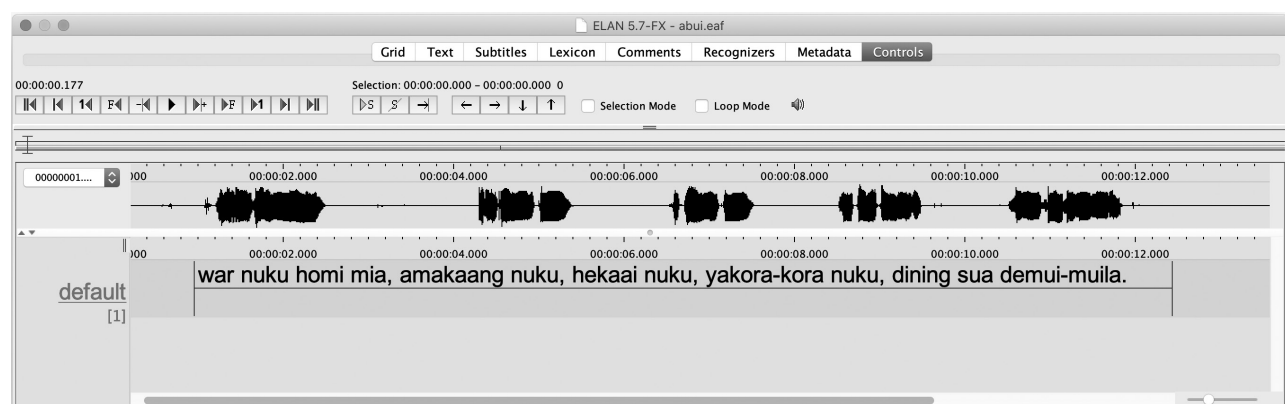 ELAN 5.7-FX - abui.eaf
Grid Text Subtitles Lexicon Comments Recognizers Metadata Controls
00:00:00.177 Selection: 00:00:00.000 - 00:00:00.000 0
1 F - + F 1 S S Selection Mode Loop Mode
00000001.... 000 00:00:02.000 00:00:04.000 00:00:06.000 00:00:08.000 00:00:10.000 00:00:12.000
000 00:00:02.000 00:00:04.000 00:00:06.000 00:00:08.000 00:00:10.000 00:00:12.000
war nuku homi mia, amakaang nuku, hekaai nuku, yakora-kora nuku, dining sua demui-muila.
default
[1]